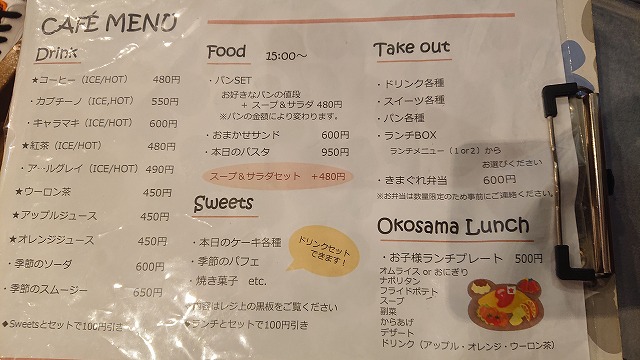 CAFÉ MENU
Drink
★コーヒー（ICE/HOT） 480円
・カプチーノ（ICE,HOT） 550円
・キャラマキ（ICE/HOT） 600円
★紅茶（ICE/HOT） 480円
・アールグレイ（ICE/HOT） 490円
★ウーロン茶 450円
★アップルジュース 450円
★オレンジジュース 450円
・季節のソーダ 600円
・季節のスムージー 650円
◆Sweetsとセットで100円引き
Food 15:00～
・パンSET
お好きなパンの値段
＋ スープ＆サラダ 480円
※パンの金額により変わります。
・おまかせサンド 600円
・本日のパスタ 950円
スープ＆サラダセット ＋480円
Sweets
・本日のケーキ各種
・季節のパフェ
・焼き菓子 etc.
ドリンクセット
できます！
内容はレジ上の黒板をご覧ください
◆ランチとセットで100円引き
Take out
・ドリンク各種
・スイーツ各種
・パン各種
・ランチBOX
ランチメニュー（1or2）から
お選びください
・きまぐれ弁当 600円
※お弁当は数量限定のため事前にご連絡ください。
Okosama Lunch
・お子様ランチプレート 500円
オムライス or おにぎり
ナポリタン
フライドポテト
スープ
副菜
からあげ
デザート
ドリンク（アップル・オレンジ・ウーロン茶）